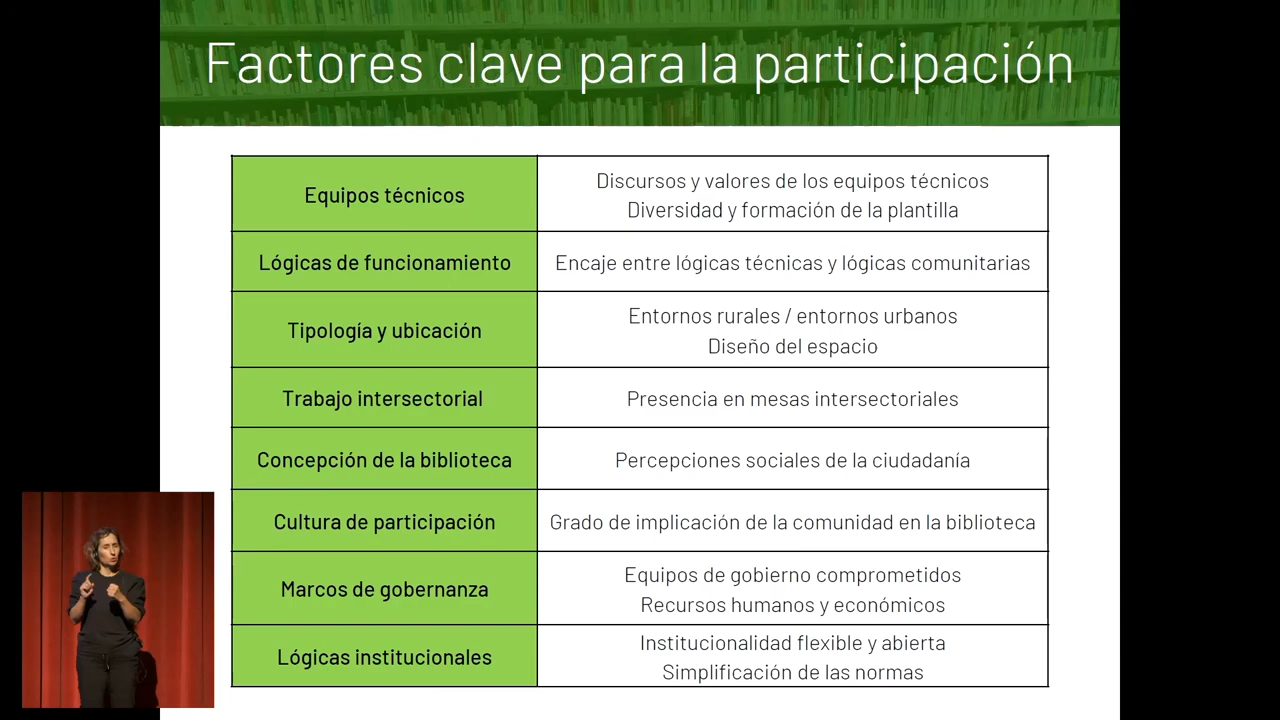 Factores clave para la participación
Equipos técnicos
Discursos y valores de los equipos técnicos
Diversidad y formación de la plantilla
Lógicas de funcionamiento
Encaje entre lógicas técnicas y lógicas comunitarias
Tipología y ubicación
Entornos rurales / entornos urbanos
Diseño del espacio
Trabajo intersectorial
Presencia en mesas intersectoriales
Concepción de la biblioteca
Percepciones sociales de la ciudadanía
Cultura de participación
Grado de implicación de la comunidad en la biblioteca
Marcos de gobernanza
Equipos de gobierno comprometidos
Recursos humanos y económicos
Lógicas institucionales
Institucionalidad flexible y abierta
Simplificación de las normas